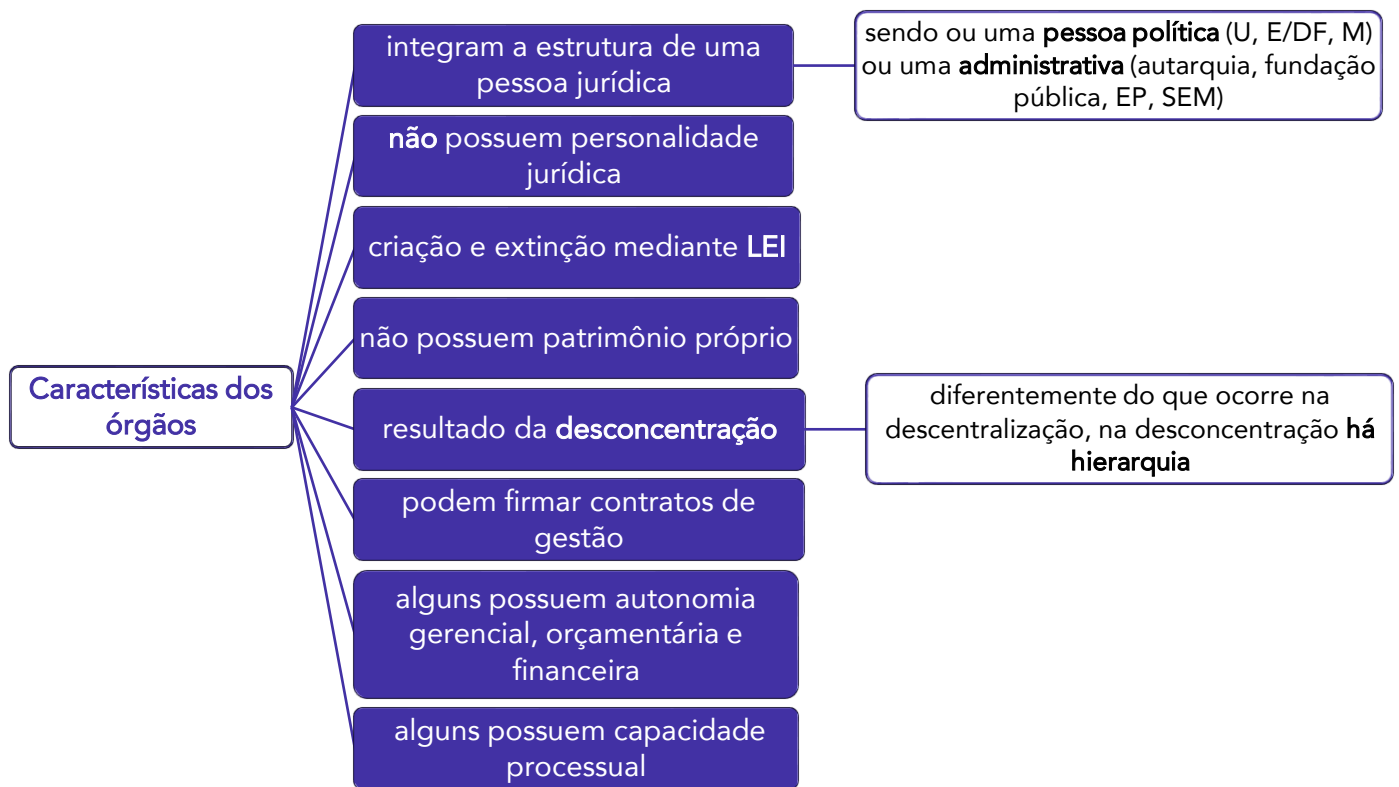 integram a estrutura de uma
pessoa jurídica
sendo ou uma pessoa política (U, E/DF, M)
ou uma administrativa (autarquia, fundação
pública, EP, SEM)
não possuem personalidade
jurídica
criação e extinção mediante LEI
não possuem patrimônio próprio
Características dos
órgãos
resultado da desconcentração
diferentemente do que ocorre na
descentralização, na desconcentração há
hierarquia
podem firmar contratos de
gestão
alguns possuem autonomia
gerencial, orçamentária e
financeira
alguns possuem capacidade
processual